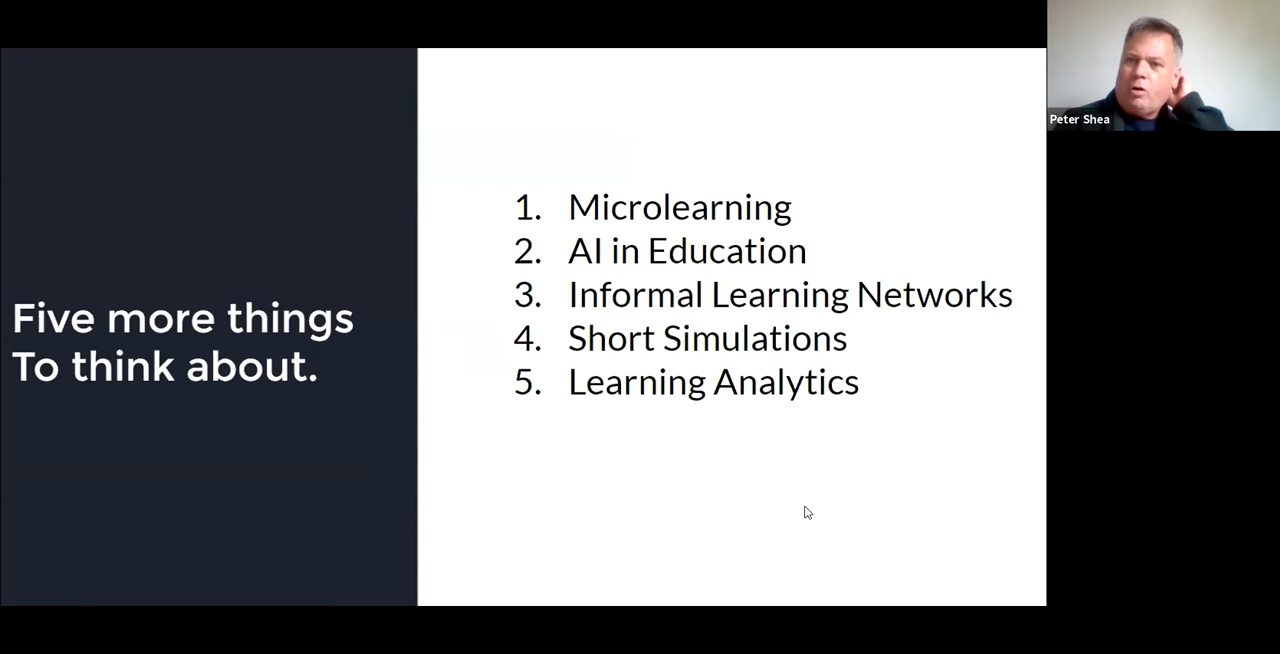 Five more things
To think about.
1. Microlearning
2. AI in Education
3. Informal Learning Networks
4. Short Simulations
5. Learning Analytics
Peter Shea